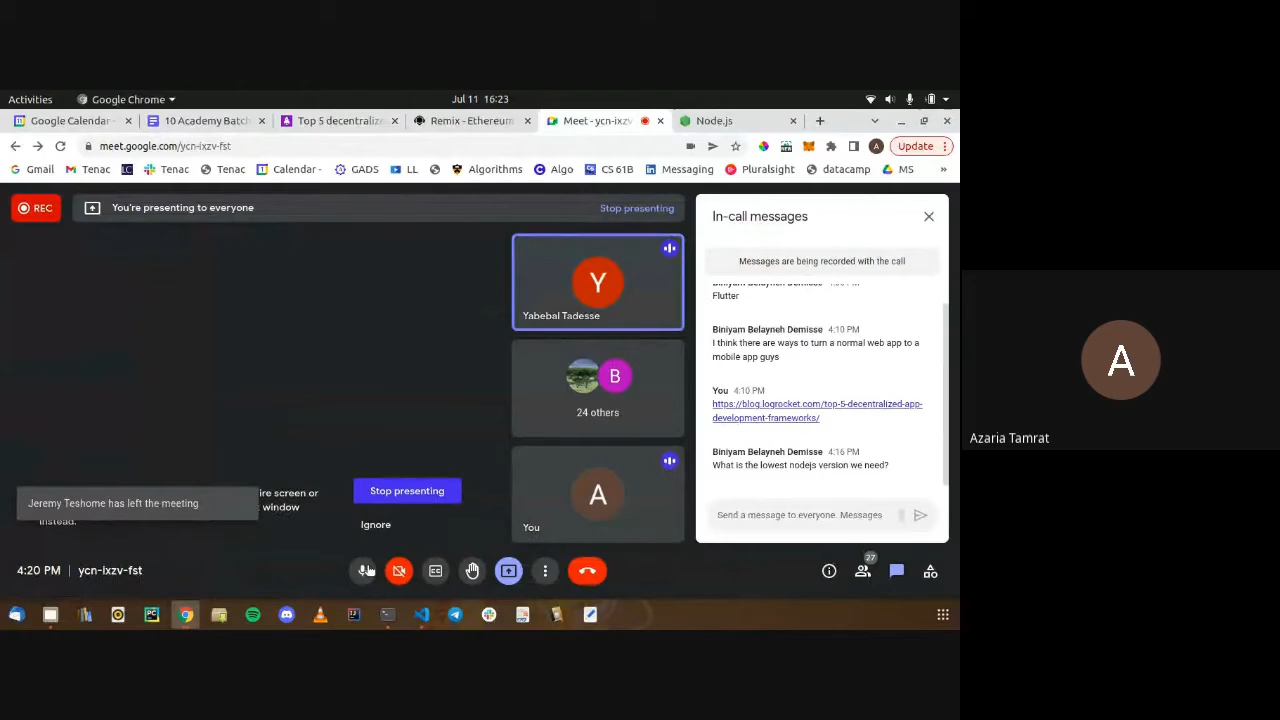 Activities
Google Chrome
Jul 11 16:23
Google Calendar -
10 Academy Batch
Top 5 decentralize
Remix - Ethereum
Meet - ycn-ixzv
Node.js
meet.google.com/ycn-ixzv-fst
Update
Gmail
Tenac
Tenac
Tenac
Calendar -
GADS
LL
Algorithms
Algo
CS 61B
Messaging
Pluralsight
datacamp
MS
REC
You're presenting to everyone
Stop presenting
Y
Yabebal Tadesse
B
24 others
A
You
ire screen or
window
instead.
Stop presenting
Ignore
Jeremy Teshome has left the meeting
In-call messages
Messages are being recorded with the call
Biniyam Belayneh Demisse
Flutter
Biniyam Belayneh Demisse 4:10 PM
I think there are ways to turn a normal web app to a
mobile app guys
You 4:10 PM
https://blog.logrocket.com/top-5-decentralized-app-
development-frameworks/
Biniyam Belayneh Demisse 4:16 PM
What is the lowest nodejs version we need?
Send a message to everyone. Messages
4:20 PM | ycn-ixzv-fst
27
A
Azaria Tamrat